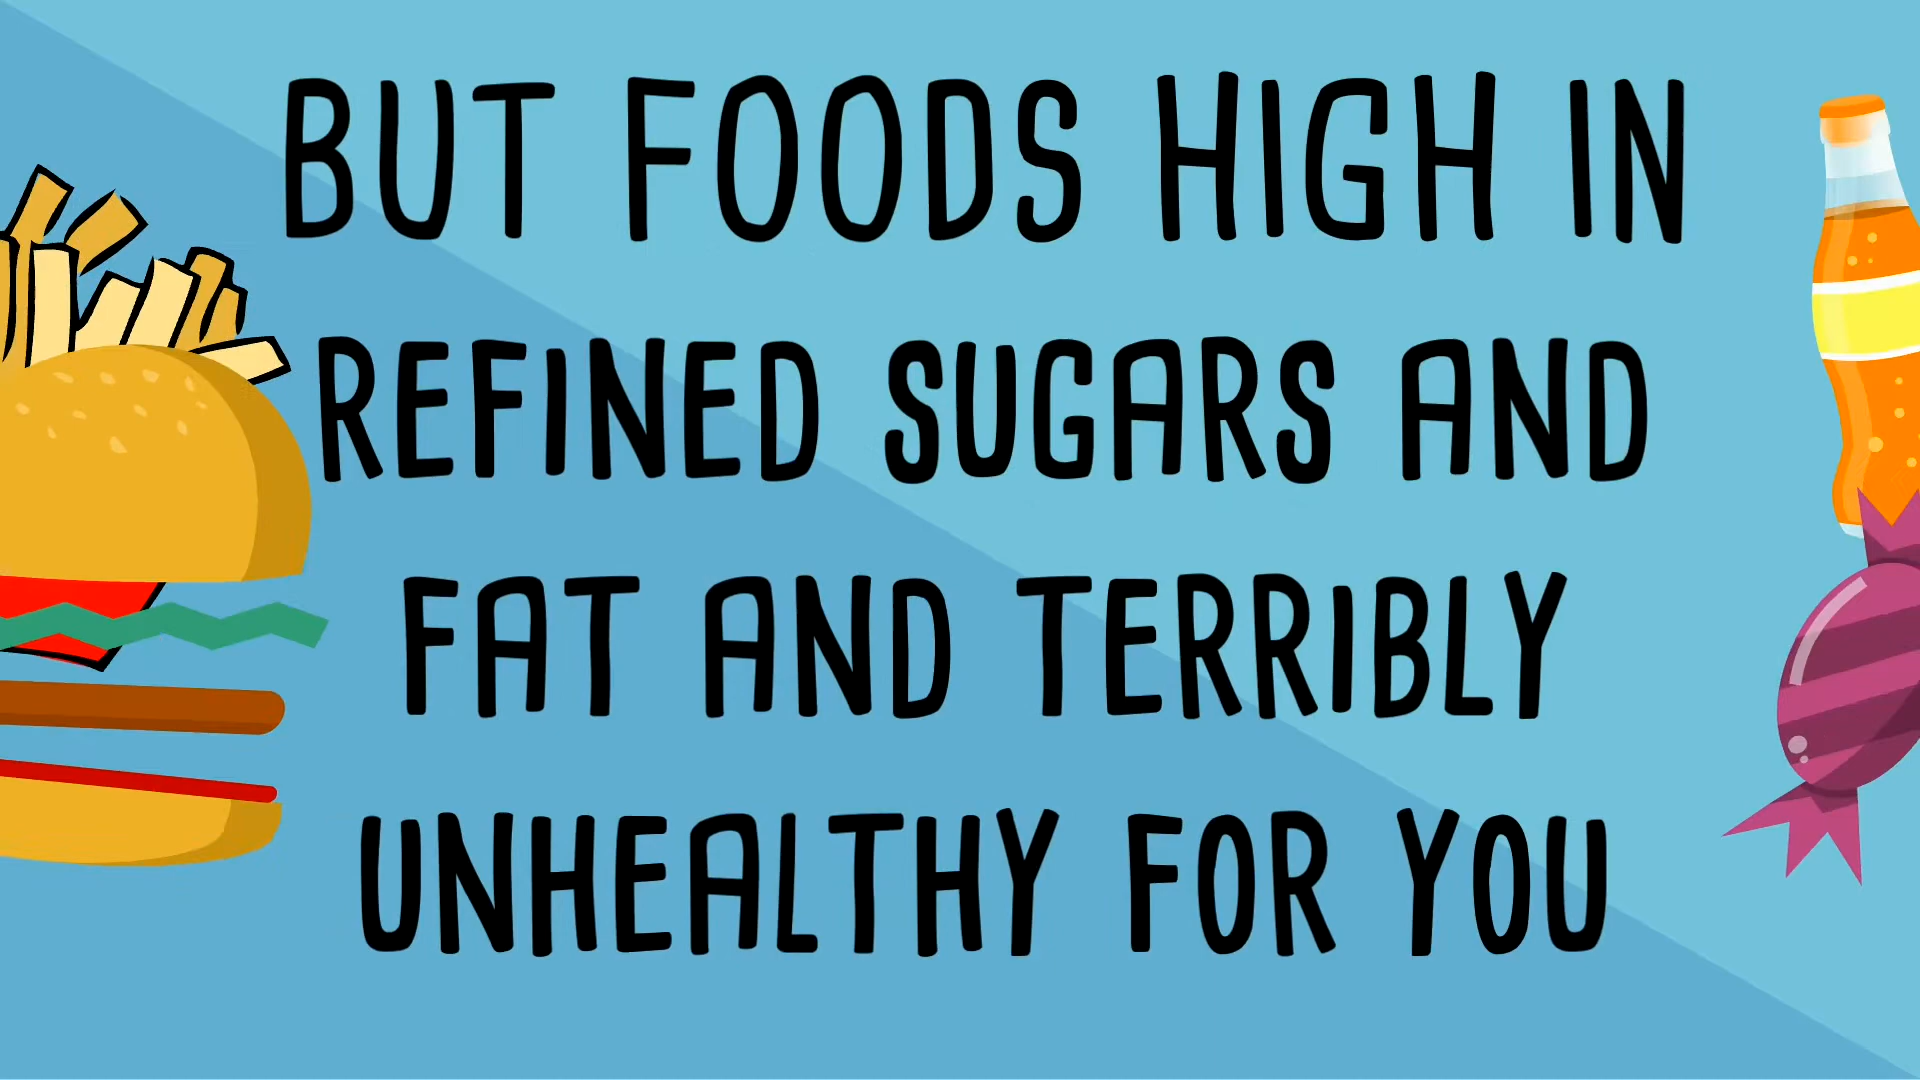 BUT FOODS HIGH IN
REFINED SUGARS AND
FAT AND TERRIBLY
UNHEALTHY FOR YOU